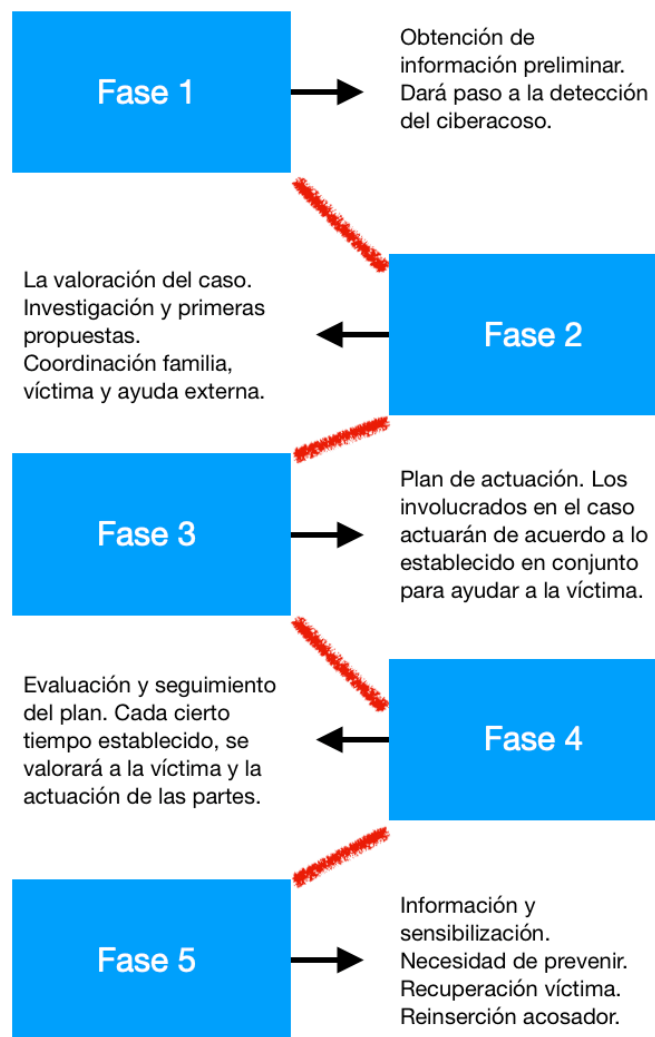 Fase 1
Obtención de
información preliminar.
Dará paso a la detección
del ciberacoso.
La valoración del caso.
Investigación y primeras
propuestas.
Coordinación familia,
víctima y ayuda externa.
Fase 2
Fase 3
Plan de actuación. Los
involucrados en el caso
actuarán de acuerdo a lo
establecido en conjunto
para ayudar a la víctima.
Evaluación y seguimiento
del plan. Cada cierto
tiempo establecido, se
valorará a la víctima y la
actuación de las partes.
Fase 4
Fase 5
Información y
sensibilización.
Necesidad de prevenir.
Recuperación víctima.
Reinserción acosador.